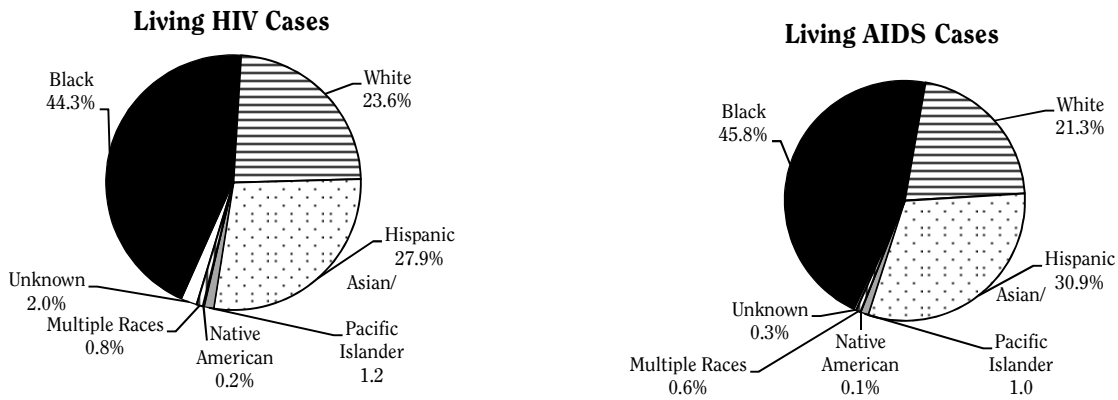 Living HIV Cases
Black
44.3%
White
23.6%
Hispanic
27.9%
Asian/
Pacific
Islander
1.2
Native
American
0.2%
Multiple Races
0.8%
Unknown
2.0%
Living AIDS Cases
Black
45.8%
White
21.3%
Hispanic
30.9%
Asian/
Pacific
Islander
1.0
Native
American
0.1%
Multiple Races
0.6%
Unknown
0.3%